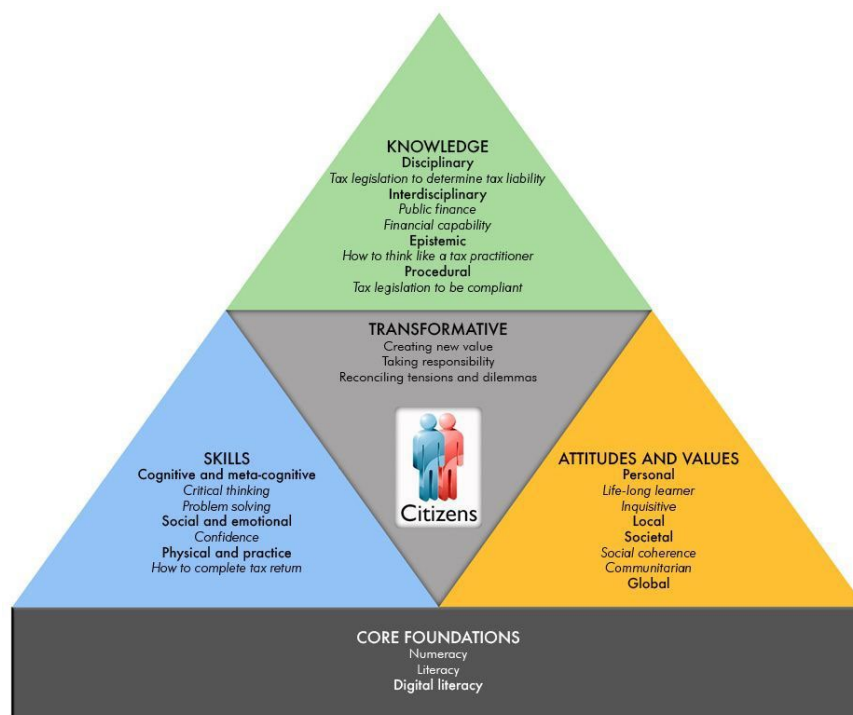 KNOWLEDGE
Disciplinary
Tax legislation to determine tax liability
Interdisciplinary
Public finance
Financial capability
Epistemic
How to think like a tax practitioner
Procedural
Tax legislation to be compliant
TRANSFORMATIVE
Creating new value
Taking responsibility
Reconciling tensions and dilemmas
Citizens
SKILLS
Cognitive and meta-cognitive
Critical thinking
Problem solving
Social and emotional
Confidence
Physical and practice
How to complete tax return
ATTITUDES AND VALUES
Personal
Life-long learner
Inquisitive
Local
Societal
Social coherence
Communitarian
Global
CORE FOUNDATIONS
Numeracy
Literacy
Digital literacy